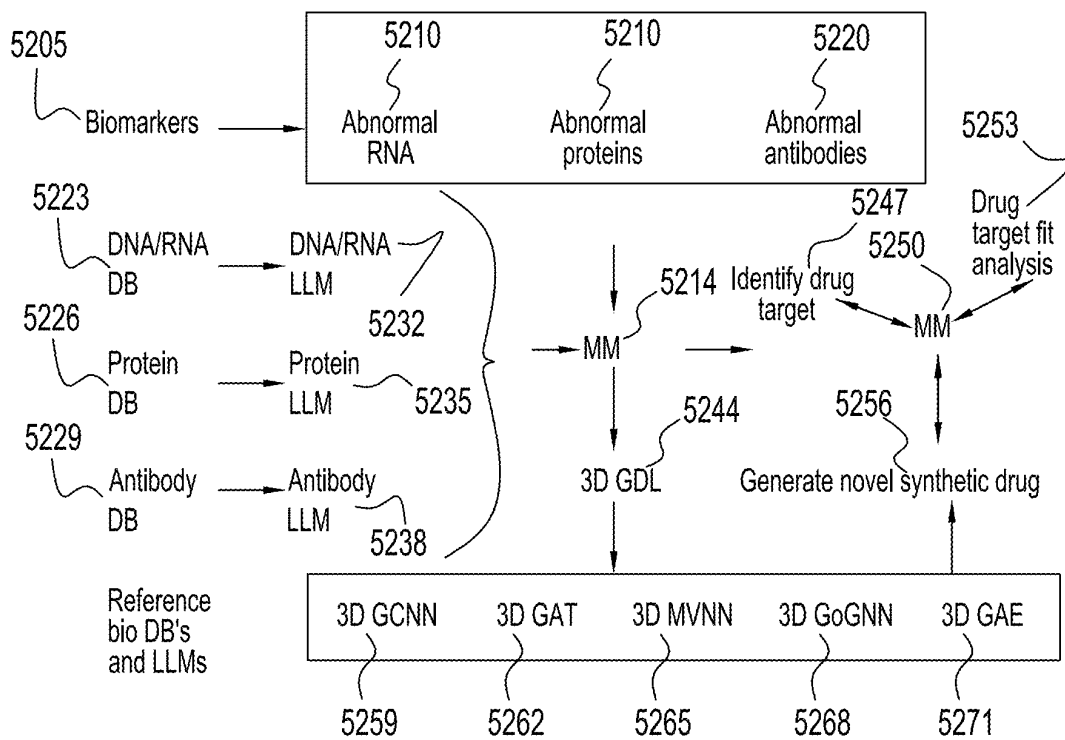 5205
5210
5210
5220
Biomarkers
Abnormal
RNA
Abnormal
proteins
Abnormal
antibodies
5253
5223
DNA/RNA
DB
DNA/RNA
LLM
5232
5247
5250
Drug
target fit
analysis
Identify drug
target
5214
MM
MM
5226
Protein
DB
Protein
LLM
5235
5244
5256
5229
Antibody
DB
Antibody
LLM
5238
3D GDL
Generate novel synthetic drug
Reference
bio DB's
and LLMs
3D GCNN
3D GAT
3D MVNN
3D GoGNN
3D GAE
5259
5262
5265
5268
5271